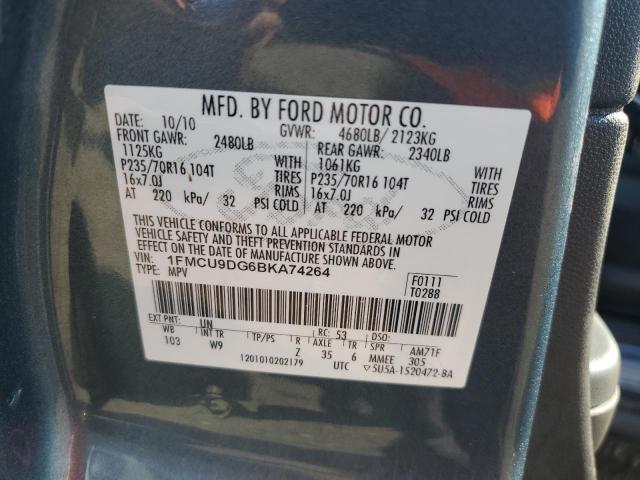 MFD. BY FORD MOTOR CO.
10/10 GVWR: 4680LB/ 2123KG
FRONT GAWR: 2480LB REAR GAWR: 2340LB
1125KG WITH 1061KG WITH
P235/70R16 104T TIRES P235/70R16 104T TIRES
16x7.0J RIMS 16x7.0J RIMS
AT 220 kPa/ 32 PSI COLD AT 220 kPa/ 32 PSI COLD
THIS VEHICLE CONFORMS TO ALL APPLICABLE FEDERAL MOTOR
VEHICLE SAFETY AND THEFT PREVENTION STANDARDS IN
EFFECT ON THE DATE OF MANUFACTURE SHOWN ABOVE.
VIN: 1FMCU9DG6BKA74264
TYPE: MPV
F0111
T0288
EXT PNT: UN RC: 53 DSO:
WB INT TR TP/PS R AXLE TR SPR AM71F
103 W9 Z 35 6 MMEE 305
1201010202179 UTC 5U5A-1520472-BA